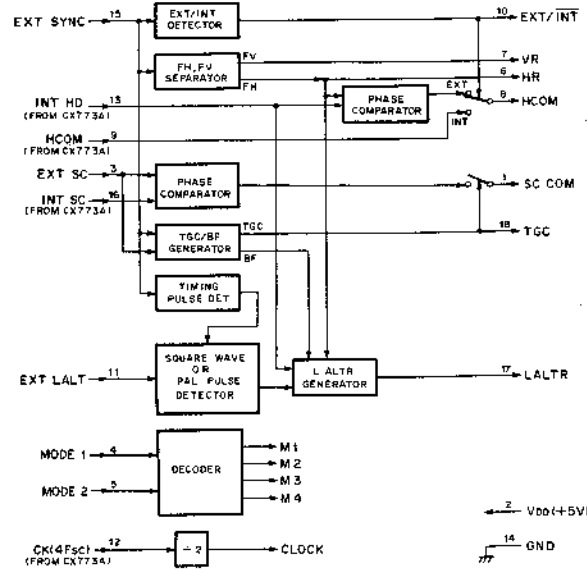 EXT SYNC 15
EXT/INT
DETECTOR
10 EXT/INT
FH, FV
SEPARATOR
FV
FH
7 VR
6 HR
INT HD 13
(FROM CX773A)
PHASE
COMPARATOR
EXT
INT
8 HCOM
HCOM 9
(FROM CX773A)
EXT SC 3
INT SC 16
(FROM CX773A)
PHASE
COMPARATOR
1 SC COM
TGC/BF
GENERATOR
TGC
BF
18 TGC
TIMING
PULSE DET
EXT LALT 11
SQUARE WAVE
OR
PAL PULSE
DETECTOR
L ALTR
GENERATOR
17 LALTR
MODE 1 4
MODE 2 5
DECODER
M1
M2
M3
M4
2 VDD(+5V)
14 GND
CK(4Fsc) 12
(FROM CX773A)
÷2
CLOCK